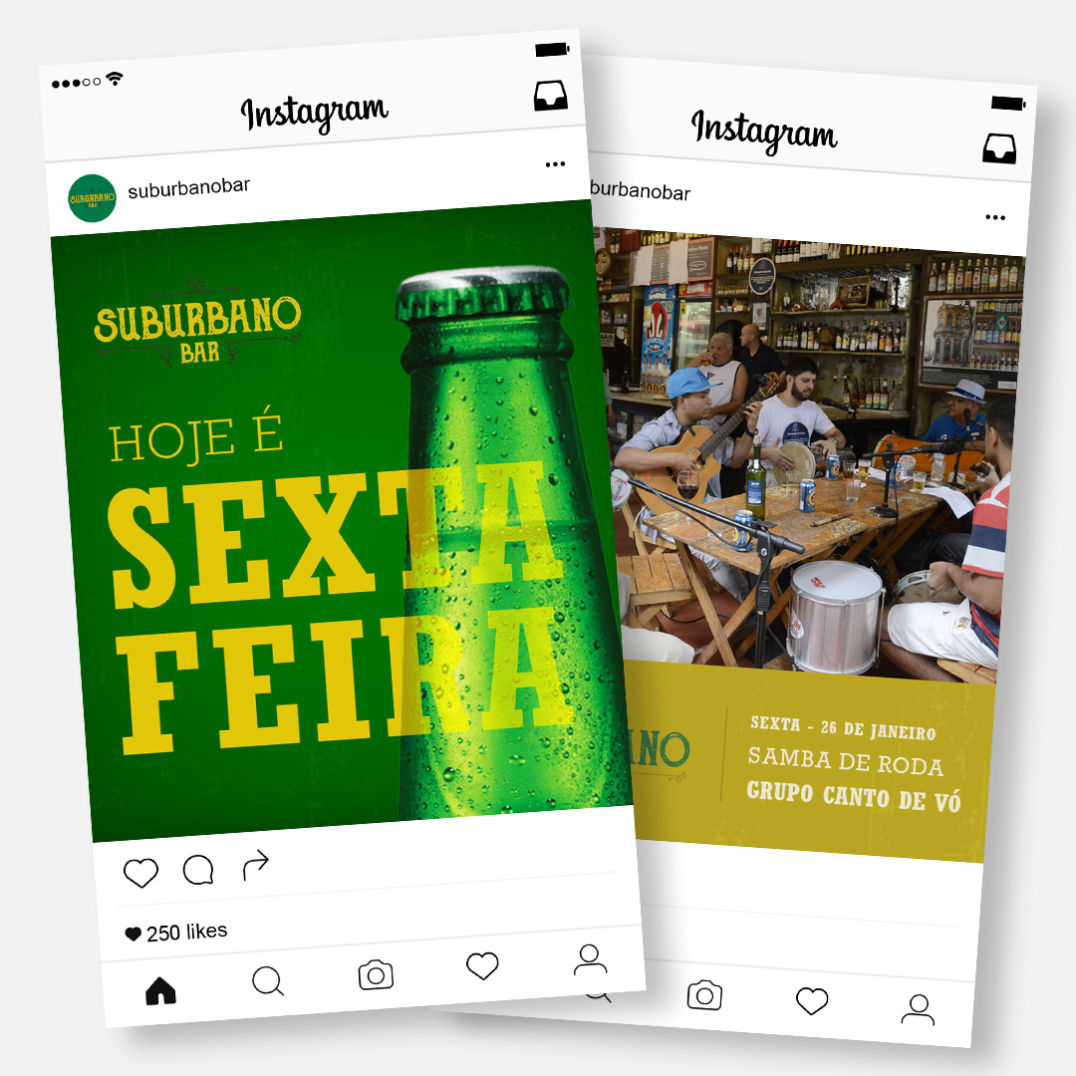 Instagram
suburbanobar
SUBURBANO
BAR
SUBURBANO
BAR
HOJE É
SEXTA
FEIRA
250 likes
Instagram
burbanobar
ANO
SEXTA - 26 DE JANEIRO
SAMBA DE RODA
GRUPO CANTO DE VÓ